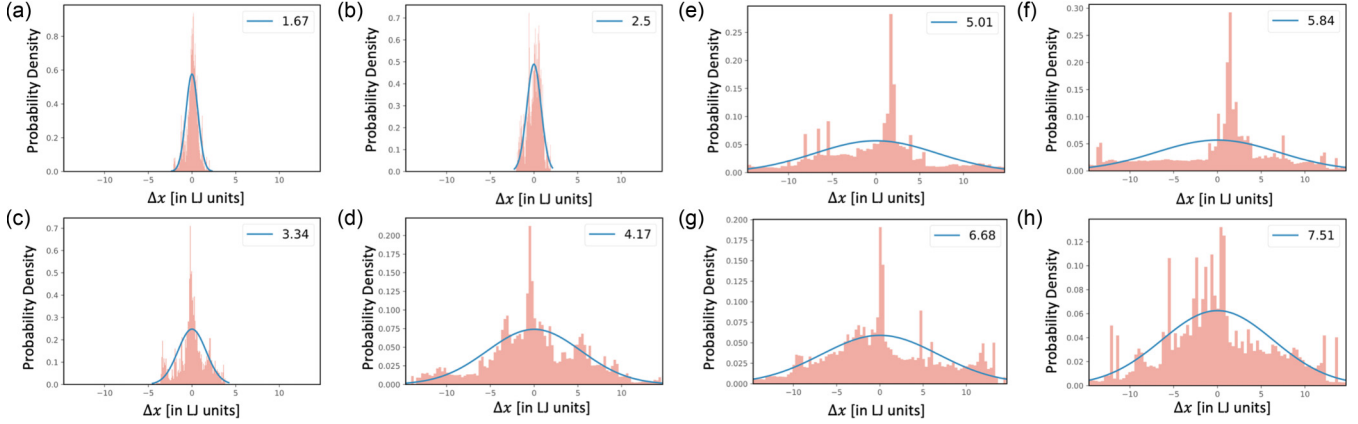 (a)
1.67
Probability Density
0.8
0.6
0.4
0.2
0.0
-10 -5 0 5 10
Δx [in LJ units]
(b)
2.5
Probability Density
0.7
0.6
0.5
0.4
0.3
0.2
0.1
0.0
-10 -5 0 5 10
Δx [in LJ units]
(e)
5.01
Probability Density
0.25
0.20
0.15
0.10
0.05
0.00
-10 -5 0 5 10
Δx [in LJ units]
(f)
5.84
Probability Density
0.30
0.25
0.20
0.15
0.10
0.05
0.00
-10 -5 0 5 10
Δx [in LJ units]
(c)
3.34
Probability Density
0.7
0.6
0.5
0.4
0.3
0.2
0.1
0.0
-10 -5 0 5 10
Δx [in LJ units]
(d)
4.17
Probability Density
0.200
0.175
0.150
0.125
0.100
0.075
0.050
0.025
0.000
-10 -5 0 5 10
Δx [in LJ units]
(g)
6.68
Probability Density
0.200
0.175
0.150
0.125
0.100
0.075
0.050
0.025
0.000
-10 -5 0 5 10
Δx [in LJ units]
(h)
7.51
Probability Density
0.12
0.10
0.08
0.06
0.04
0.02
0.00
-10 -5 0 5 10
Δx [in LJ units]